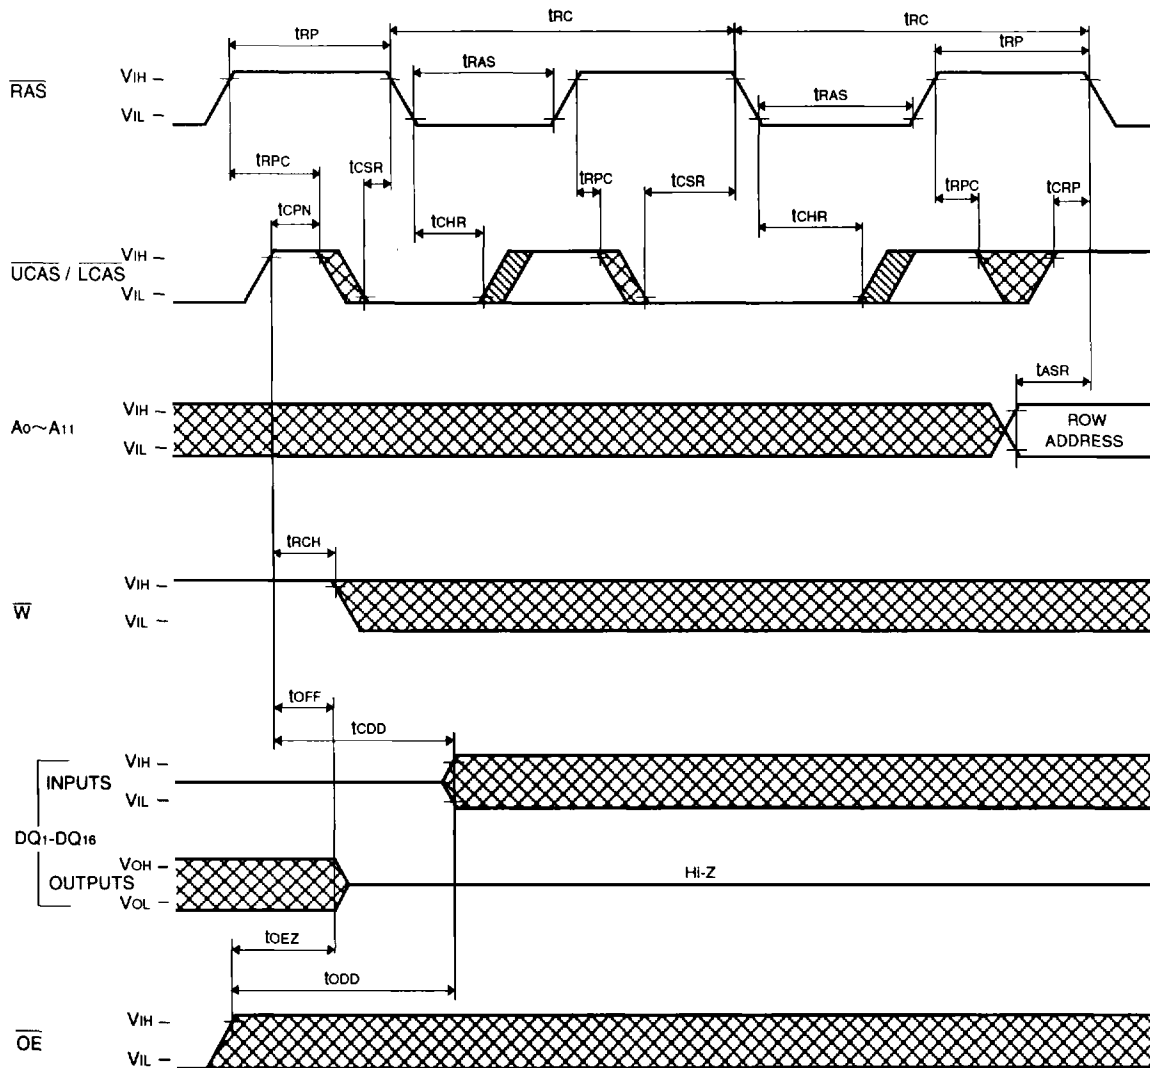 tRC tRC
tRP tRP
tRAS
VIH
RAS
tRAS
VIL
tRPC tCSR tRPC tCSR tRPC tCRP
tCPN tCHR tCHR
VIH
UCAS / LCAS
VIL
tASR
VIH
A0~A11
ROW
ADDRESS
VIL
tRCH
VIH
W
VIL
tOFF
tCDD
VIH
INPUTS
VIL
DQ1-DQ16
VOH
Hi-Z
OUTPUTS
VOL
tOEZ
tODD
VIH
OE
VIL